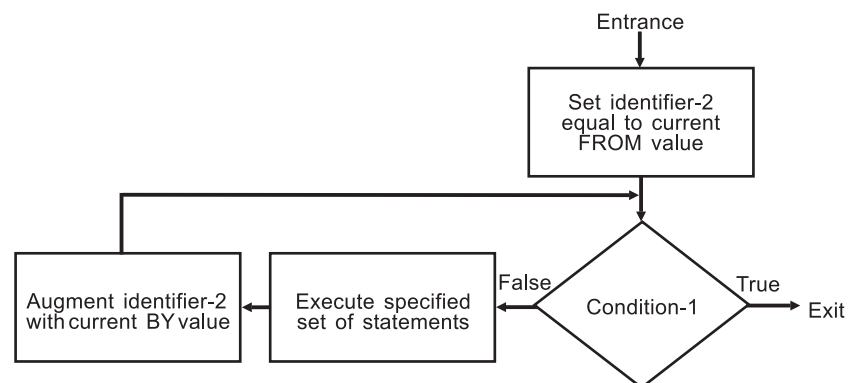 Entrance
Set identifier-2
equal to current
FROM value
False
True
Condition-1
Exit
Execute specified
set of statements
Augment identifier-2
with current BY value